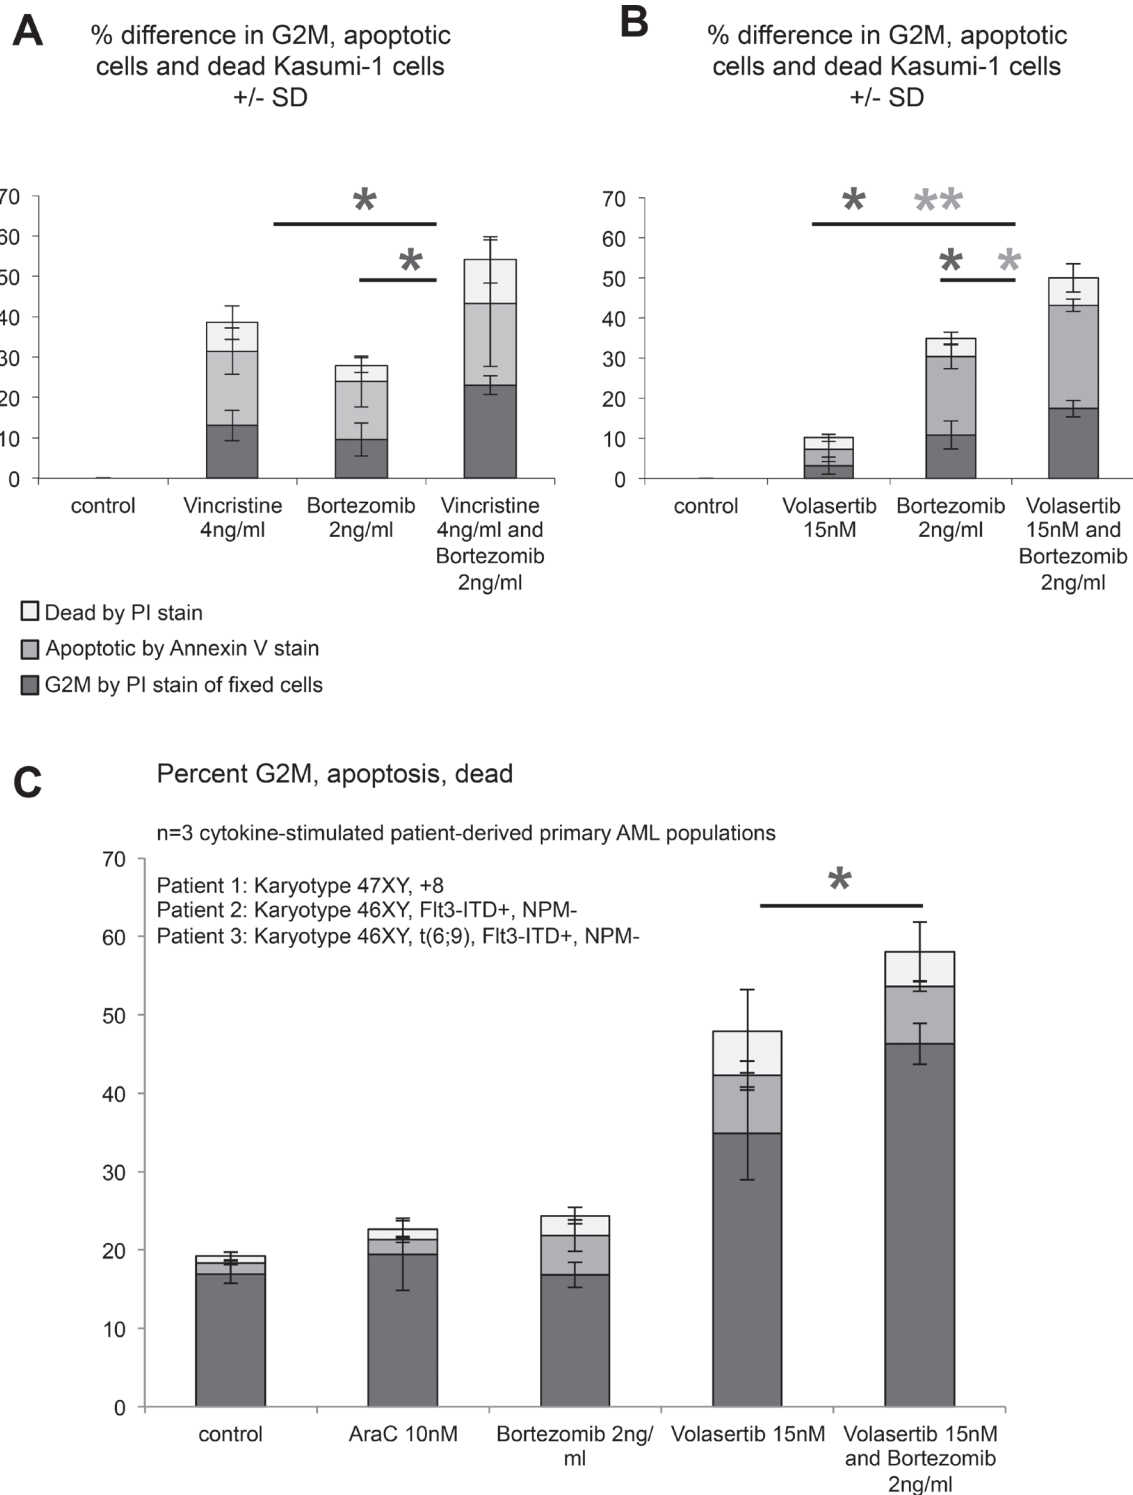 A
% difference in G2M, apoptotic
cells and dead Kasumi-1 cells
+/- SD
70
60
50
40
30
20
10
0
*
*
control
Vincristine
4ng/ml
Bortezomib
2ng/ml
Vincristine
4ng/ml and
Bortezomib
2ng/ml
B
% difference in G2M, apoptotic
cells and dead Kasumi-1 cells
+/- SD
70
60
50
40
30
20
10
0
* **
* *
control
Volasertib
15nM
Bortezomib
2ng/ml
Volasertib
15nM and
Bortezomib
2ng/ml
Dead by PI stain
Apoptotic by Annexin V stain
G2M by PI stain of fixed cells
C
Percent G2M, apoptosis, dead
n=3 cytokine-stimulated patient-derived primary AML populations
Patient 1: Karyotype 47XY, +8
Patient 2: Karyotype 46XY, Flt3-ITD+, NPM-
Patient 3: Karyotype 46XY, t(6;9), Flt3-ITD+, NPM-
70
60
50
40
30
20
10
0
*
control
AraC 10nM
Bortezomib 2ng/
ml
Volasertib 15nM
Volasertib 15nM
and Bortezomib
2ng/ml